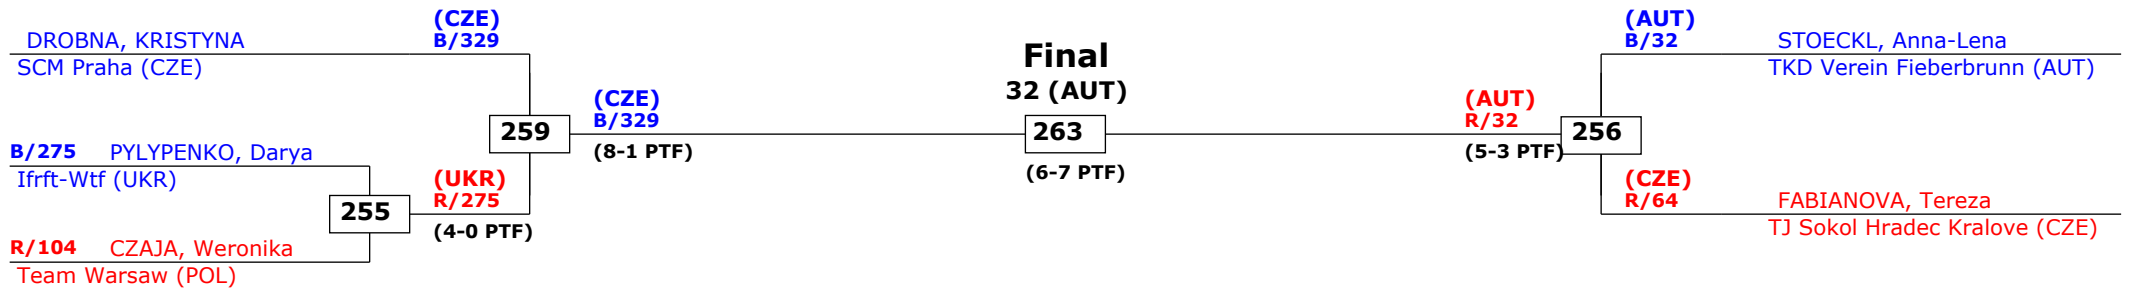 (CZE)
DROBNA, KRISTYNA B/329
SCM Praha (CZE)
B/275 PYLYPENKO, Darya
Ifrft-Wtf (UKR)
R/104 CZAJA, Weronika
Team Warsaw (POL)
255
(UKR)
R/275
(4-0 PTF)
259
(CZE)
B/329
(8-1 PTF)
Final
32 (AUT)
263
(6-7 PTF)
(AUT)
R/32
(5-3 PTF)
256
(AUT)
B/32 STOECKL, Anna-Lena
TKD Verein Fieberbrunn (AUT)
(CZE)
R/64 FABIANOVA, Tereza
TJ Sokol Hradec Kralove (CZE)